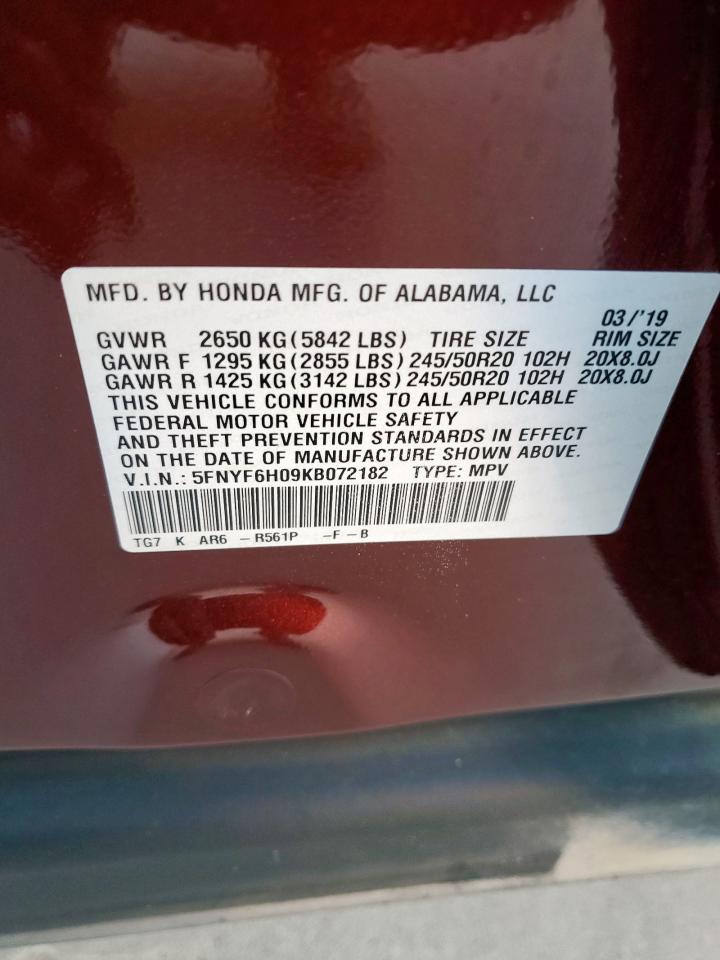 MFD. BY HONDA MFG. OF ALABAMA, LLC
03/'19
GVWR 2650 KG (5842 LBS) TIRE SIZE RIM SIZE
GAWR F 1295 KG (2855 LBS) 245/50R20 102H 20X8.0J
GAWR R 1425 KG (3142 LBS) 245/50R20 102H 20X8.0J
THIS VEHICLE CONFORMS TO ALL APPLICABLE
FEDERAL MOTOR VEHICLE SAFETY
AND THEFT PREVENTION STANDARDS IN EFFECT
ON THE DATE OF MANUFACTURE SHOWN ABOVE.
V.I.N.: 5FNYF6H09KB072182 TYPE: MPV
TG7 K AR6 -R561P -F-B